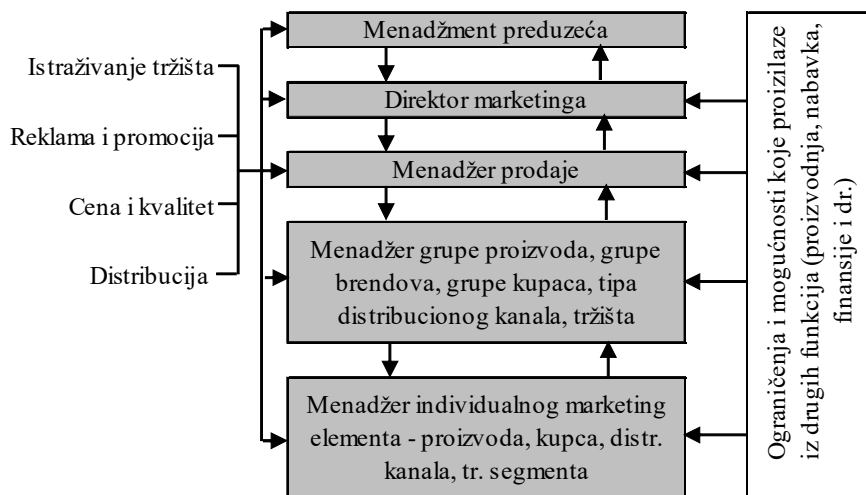 Menadžment preduzeća
Istraživanje tržišta
Direktor marketinga
Reklama i promocija
Menadžer prodaje
Cena i kvalitet
Menadžer grupe proizvoda, grupe
brendova, grupe kupaca, tipa
distribucionog kanala, tržišta
Distribucija
Menadžer individualnog marketing
elementa - proizvoda, kupca, distr.
kanala, tr. segmenta
Ograničenja i mogućnosti koje proizilaze
iz drugih funkcija (proizvodnja, nabavka,
finansije i dr.)